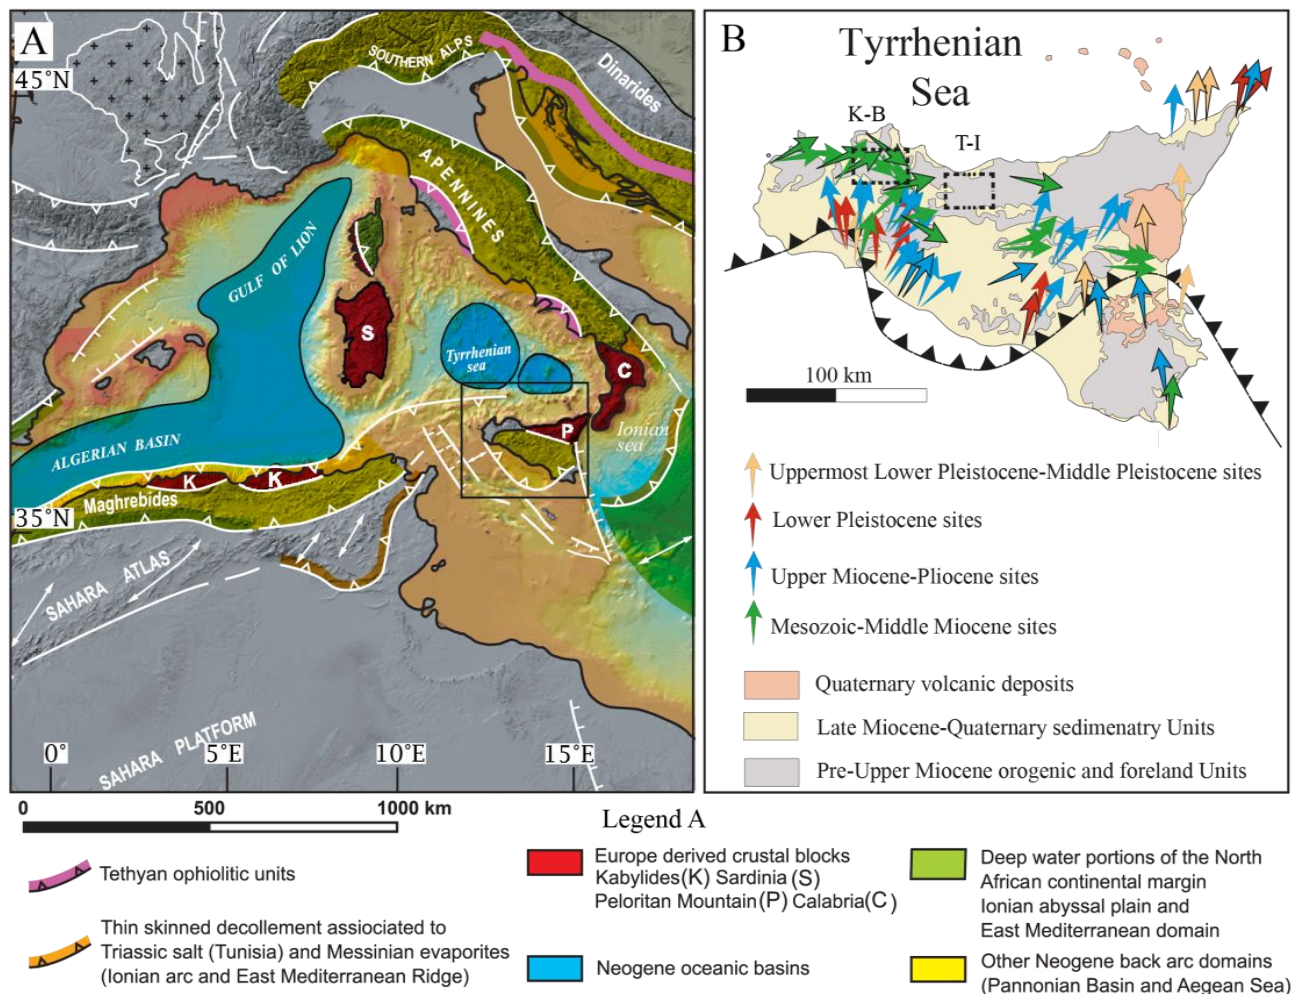 A
45°N
SOUTHERN ALPS
Dinarides
APENNINES
GULF OF LION
S
Tyrrhenian
sea
C
P
Ionian
sea
ALGERIAN BASIN
K
K
Maghrebides
35°N
SAHARA ATLAS
SAHARA PLATFORM
0°
5°E
10°E
15°E
0
500
1000 km
B
Tyrrhenian
Sea
K-B
T-I
100 km
Uppermost Lower Pleistocene-Middle Pleistocene sites
Lower Pleistocene sites
Upper Miocene-Pliocene sites
Mesozoic-Middle Miocene sites
Quaternary volcanic deposits
Late Miocene-Quaternary sedimenatry Units
Pre-Upper Miocene orogenic and foreland Units
Legend A
Tethyan ophiolitic units
Thin skinned decollement assiociated to
Triassic salt (Tunisia) and Messinian evaporites
(Ionian arc and East Mediterranean Ridge)
Europe derived crustal blocks
Kabylides(K) Sardinia (S)
Peloritan Mountain(P) Calabria(C)
Neogene oceanic basins
Deep water portions of the North
African continental margin
Ionian abyssal plain and
East Mediterranean domain
Other Neogene back arc domains
(Pannonian Basin and Aegean Sea)